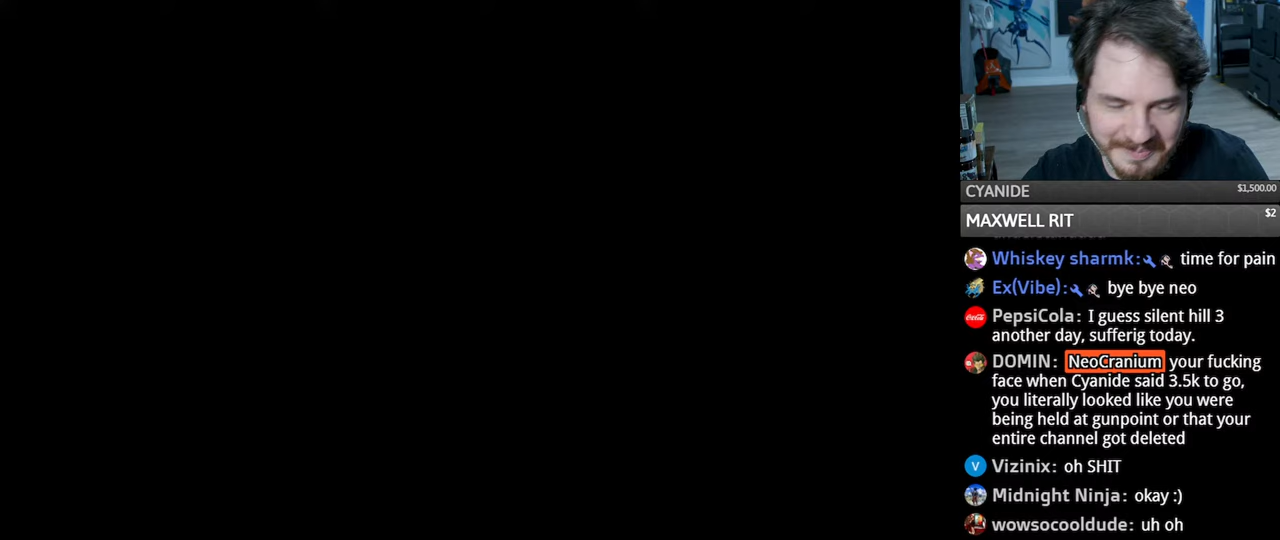 CYANIDE $1,500.00
MAXWELL RIT $2
Whiskey sharmk: time for pain
Ex(Vibe): bye bye neo
PepsiCola: I guess silent hill 3
another day, sufferig today.
DOMIN: NeoCranium your fucking
face when Cyanide said 3.5k to go,
you literally looked like you were
being held at gunpoint or that your
entire channel got deleted
V Vizinix: oh SHIT
Midnight Ninja: okay :)
wowsocooldude: uh oh